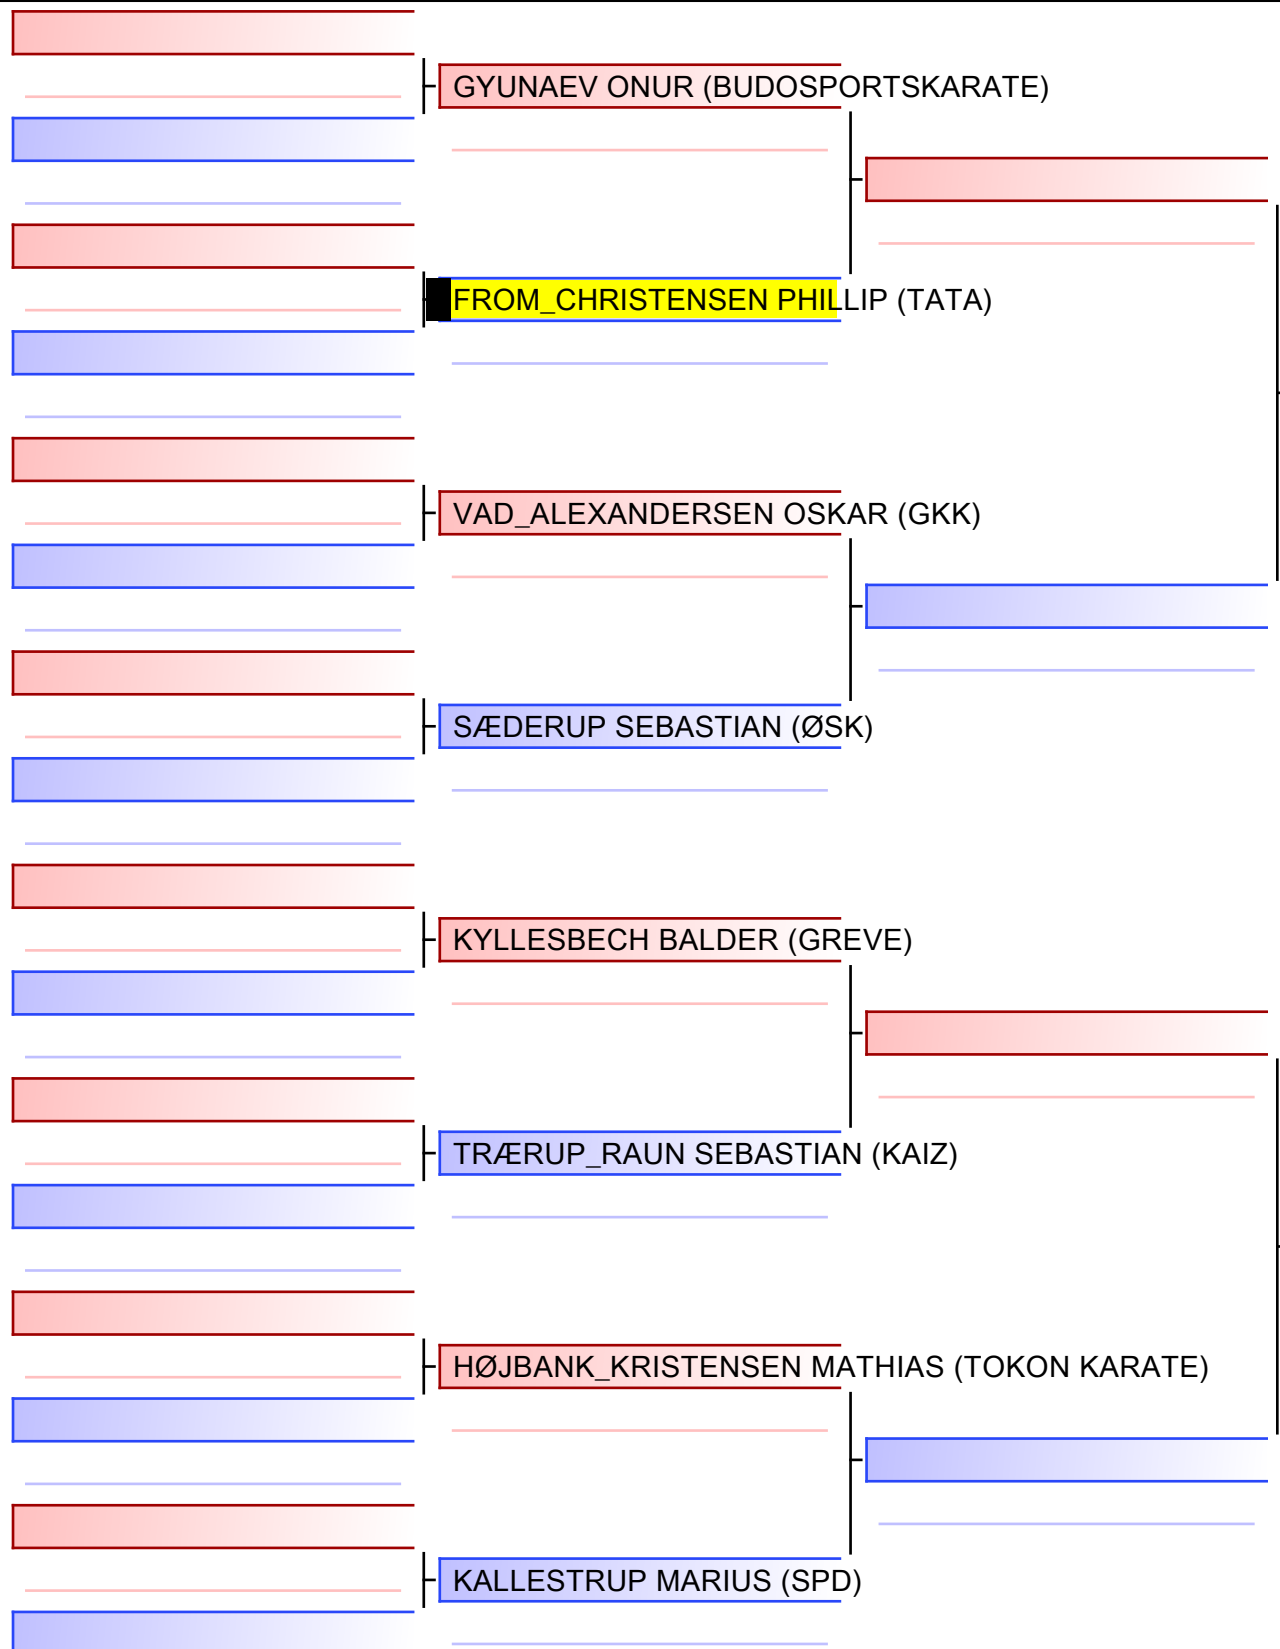 GYUNAEV ONUR (BUDOSPORTSKARATE)
FROM_CHRISTENSEN PHILLIP (TATA)
VAD_ALEXANDERSEN OSKAR (GKK)
SÆDERUP SEBASTIAN (ØSK)
KYLLESBECH BALDER (GREVE)
TRÆRUP_RAUN SEBASTIAN (KAIZ)
HØJBANK_KRISTENSEN MATHIAS (TOKON KARATE)
KALLESTRUP MARIUS (SPD)